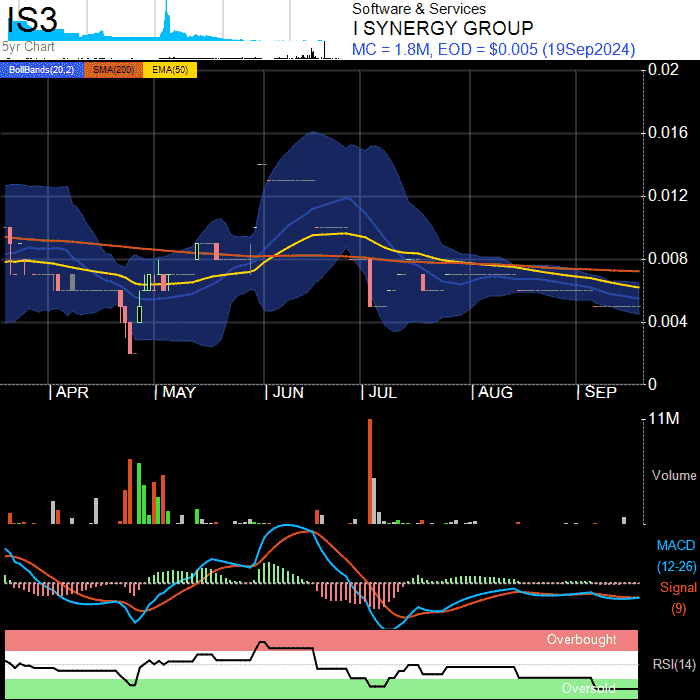 IS3
5yr Chart
Software & Services
I SYNERGY GROUP
MC = 1.8M, EOD = $0.005 (19Sep2024)
BollBands(20,2) SMA(200) EMA(50)
0.02
0.016
0.012
0.008
0.004
0
APR MAY JUN JUL AUG SEP
11M
Volume
MACD
(12-26)
Signal
(9)
Overbought
RSI(14)
Oversold